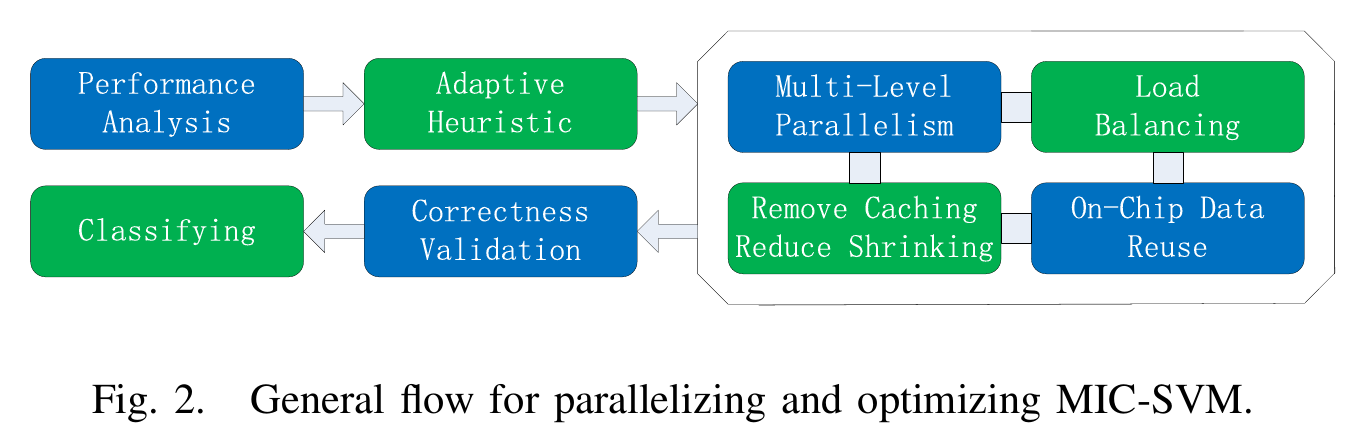 Performance
Analysis
Adaptive
Heuristic
Multi-Level
Parallelism
Load
Balancing
Classifying
Correctness
Validation
Remove Caching
Reduce Shrinking
On-Chip Data
Reuse
Fig. 2. General flow for parallelizing and optimizing MIC-SVM.